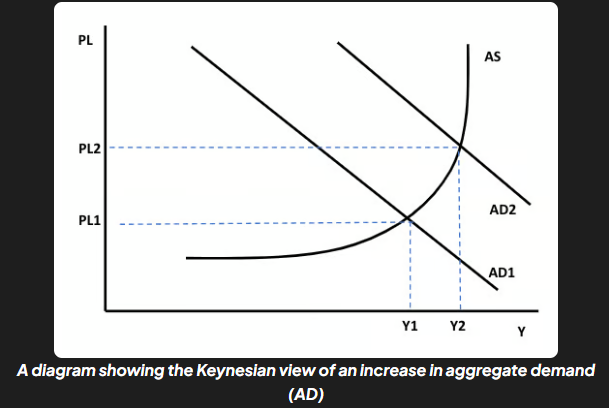 PL
AS
PL2
AD2
PL1
AD1
Y1 Y2
Y
A diagram showing the Keynesian view of an increase in aggregate demand
(AD)